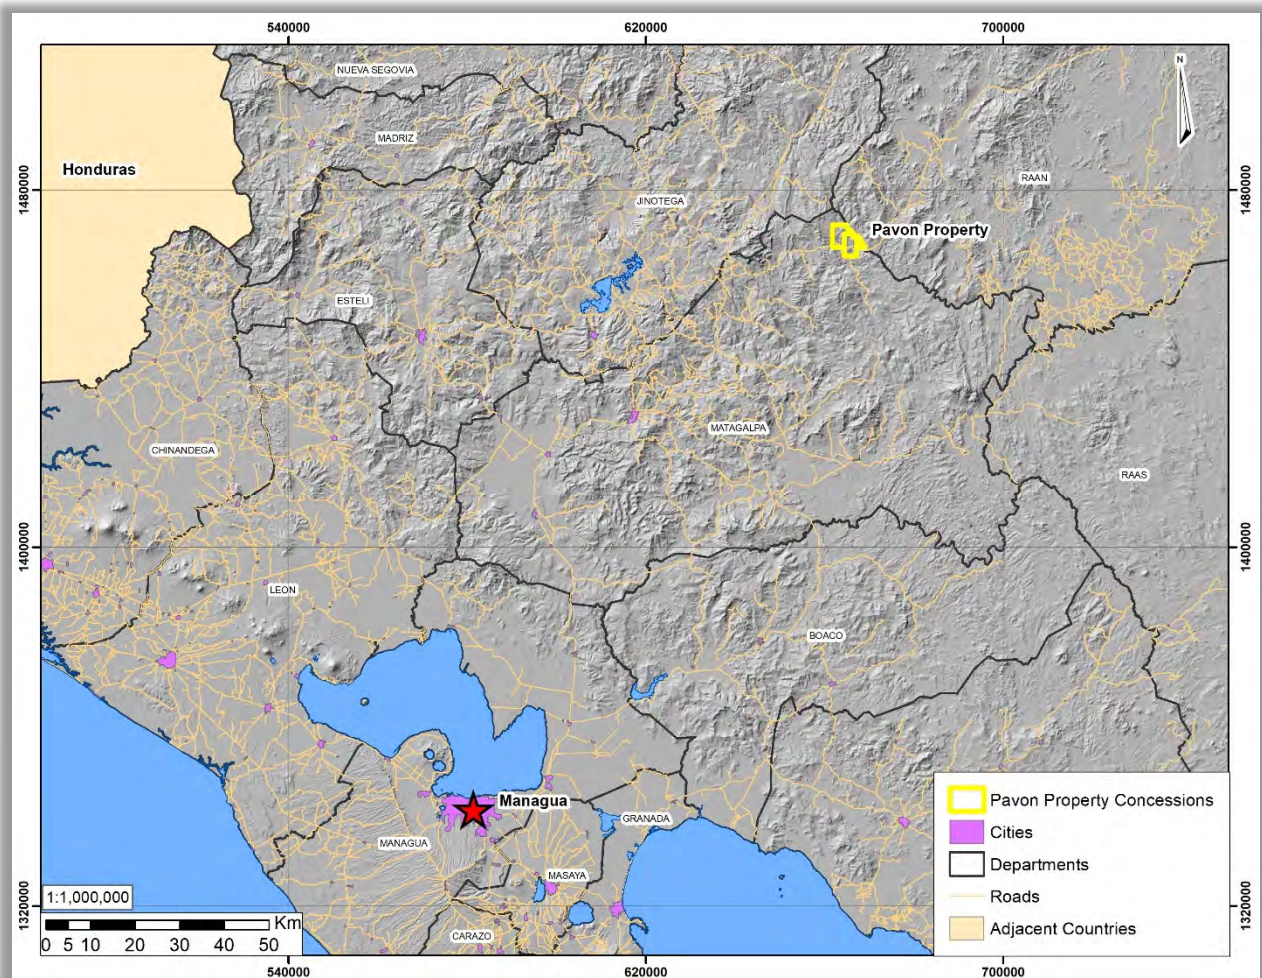 540000 620000 700000
N
NUEVA SEGOVIA
MADRIZ
Honduras
RAAN
1480000 1480000
JINOTEGA
Pavon Property
ESTELI
MATAGALPA
CHINANDEGA
RAAS
1400000 1400000
LEON
BOACO
Managua
GRANADA
MANAGUA
MASAYA
CARAZO
Pavon Property Concessions
Cities
Departments
Roads
Adjacent Countries
1:1,000,000
Km
0 5 10 20 30 40 50
1320000 1320000
540000 620000 700000